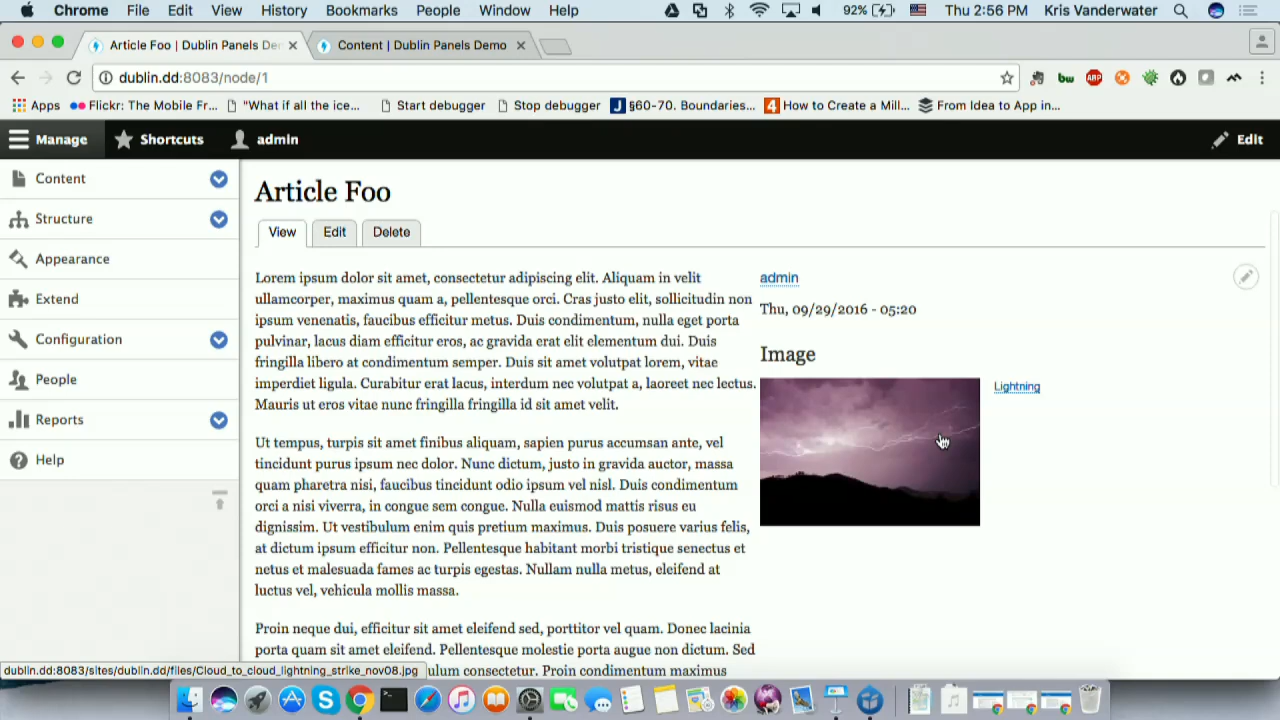 Chrome File Edit View History Bookmarks People Window Help 92% Thu 2:56 PM Kris Vanderwater
Article Foo | Dublin Panels De
Content | Dublin Panels Demo
dublin.dd:8083/node/1
Apps Flickr: The Mobile Fr... "What if all the ice... Start debugger Stop debugger §60-70. Boundaries... How to Create a Mill... From Idea to App in...
Manage Shortcuts admin Edit
Content
Structure
Appearance
Extend
Configuration
People
Reports
Help
Article Foo
View Edit Delete
Lorem ipsum dolor sit amet, consectetur adipiscing elit. Aliquam in velit
ullamcorper, maximus quam a, pellentesque orci. Cras justo elit, sollicitudin non
ipsum venenatis, faucibus efficitur metus. Duis condimentum, nulla eget porta
pulvinar, lacus diam efficitur eros, ac gravida erat elit elementum dui. Duis
fringilla libero at condimentum semper. Duis sit amet volutpat lorem, vitae
imperdiet ligula. Curabitur erat lacus, interdum nec volutpat a, laoreet nec lectus.
Mauris ut eros vitae nunc fringilla fringilla id sit amet velit.
Ut tempus, turpis sit amet finibus aliquam, sapien purus accumsan ante, vel
tincidunt purus ipsum nec dolor. Nunc dictum, justo in gravida auctor, massa
quam pharetra nisi, faucibus tincidunt odio ipsum vel nisl. Duis condimentum
orci a nisi viverra, in congue sem congue. Nulla euismod mattis risus eu
dignissim. Ut vestibulum enim quis pretium maximus. Duis posuere varius felis,
at dictum ipsum efficitur non. Pellentesque habitant morbi tristique senectus et
netus et malesuada fames ac turpis egestas. Nullam nulla metus, eleifend at
luctus vel, vehicula mollis massa.
Proin neque dui, efficitur sit amet eleifend sed, porttitor vel quam. Donec lacinia
porta quam sit amet eleifend. Pellentesque molestie porta augue non dictum. Sed
ulum consectetur. Proin condimentum maximus
admin
Thu, 09/29/2016 - 05:20
Image
Lightning
dublin.dd:8083/sites/dublin.dd/files/Cloud_to_cloud_lightning_strike_nov08.jpg